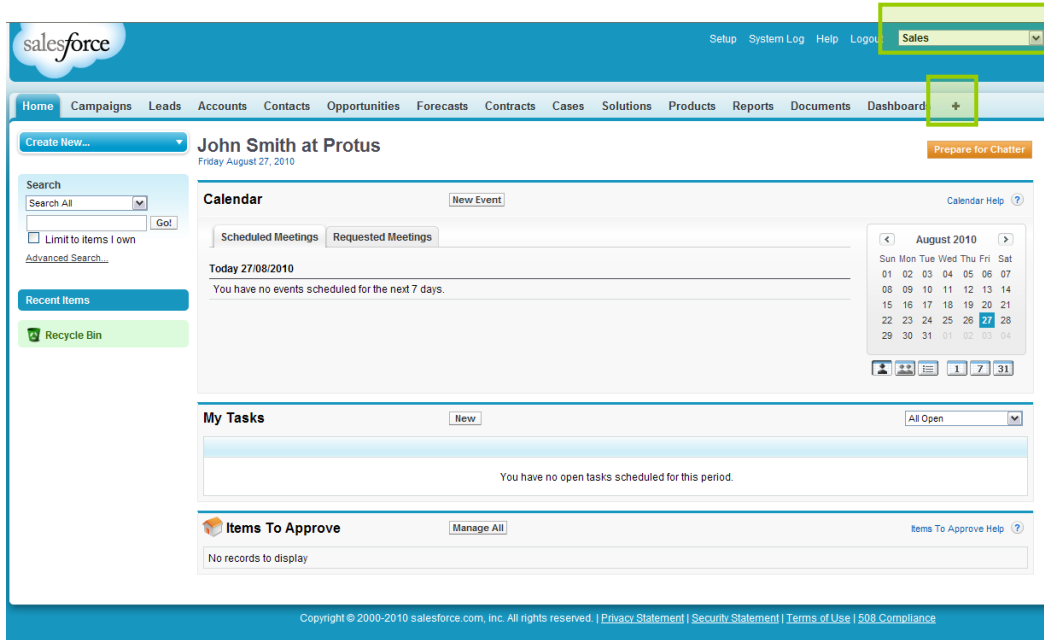 salesforce
Setup System Log Help Logout Sales
Home Campaigns Leads Accounts Contacts Opportunities Forecasts Contracts Cases Solutions Products Reports Documents Dashboards +
Create New...
John Smith at Protus
Friday August 27, 2010
Prepare for Chatter
Search
Search All
Go!
Limit to items I own
Advanced Search...
Recent Items
Recycle Bin
Calendar New Event Calendar Help ?
Scheduled Meetings Requested Meetings
Today 27/08/2010
You have no events scheduled for the next 7 days.
< August 2010 >
Sun Mon Tue Wed Thu Fri Sat
01 02 03 04 05 06 07
08 09 10 11 12 13 14
15 16 17 18 19 20 21
22 23 24 25 26 27 28
29 30 31 01 02 03 04
1 7 31
My Tasks New All Open
You have no open tasks scheduled for this period.
Items To Approve Manage All Items To Approve Help ?
No records to display
Copyright © 2000-2010 salesforce.com, inc. All rights reserved. | Privacy Statement | Security Statement | Terms of Use | 508 Compliance